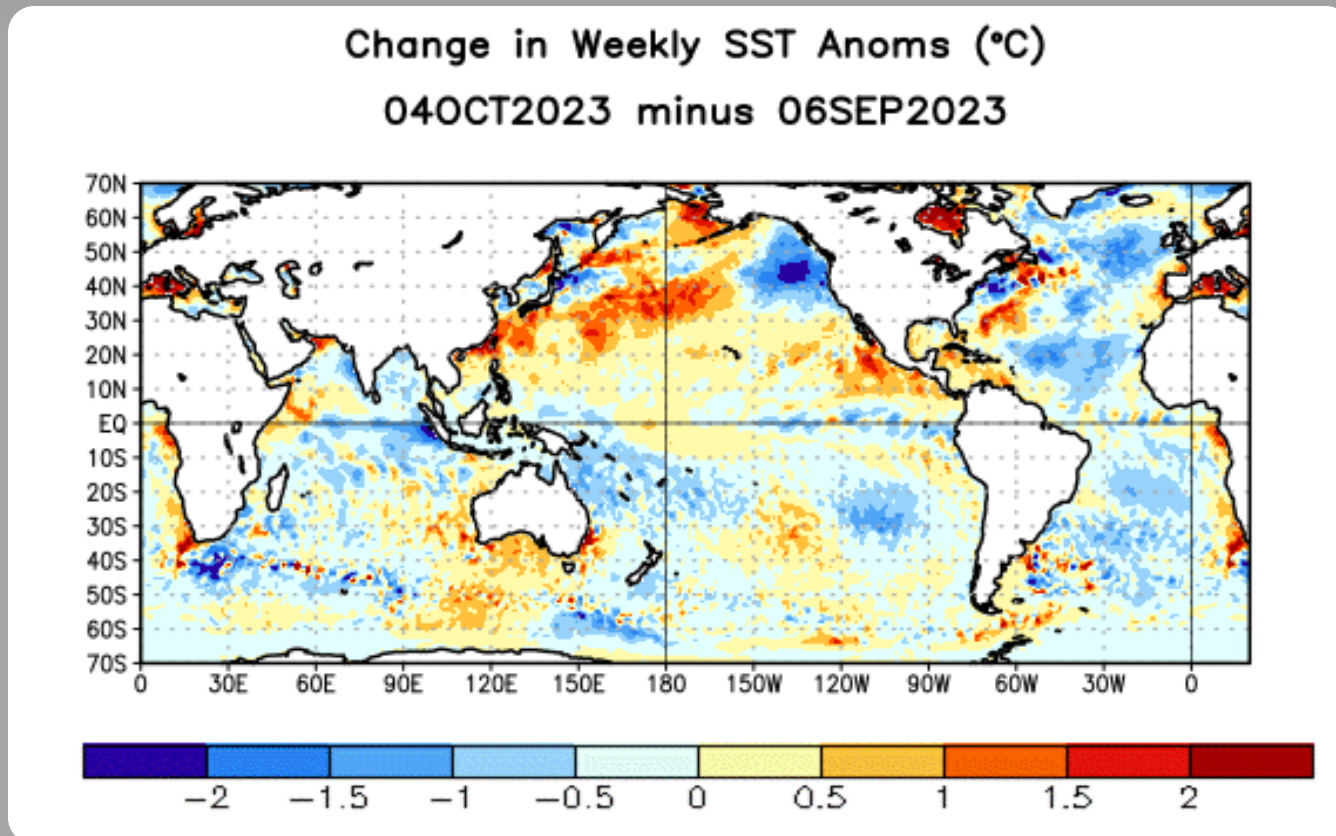 Change in Weekly SST Anoms (°C)
04OCT2023 minus 06SEP2023
70N
60N
50N
40N
30N
20N
10N
EQ
10S
20S
30S
40S
50S
60S
70S
0 30E 60E 90E 120E 150E 180 150W 120W 90W 60W 30W 0
−2 −1.5 −1 −0.5 0 0.5 1 1.5 2